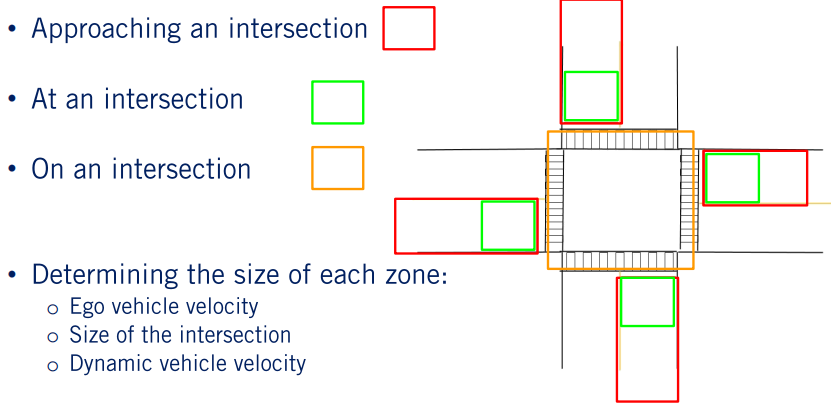 • Approaching an intersection
• At an intersection
• On an intersection
• Determining the size of each zone:
o Ego vehicle velocity
o Size of the intersection
o Dynamic vehicle velocity